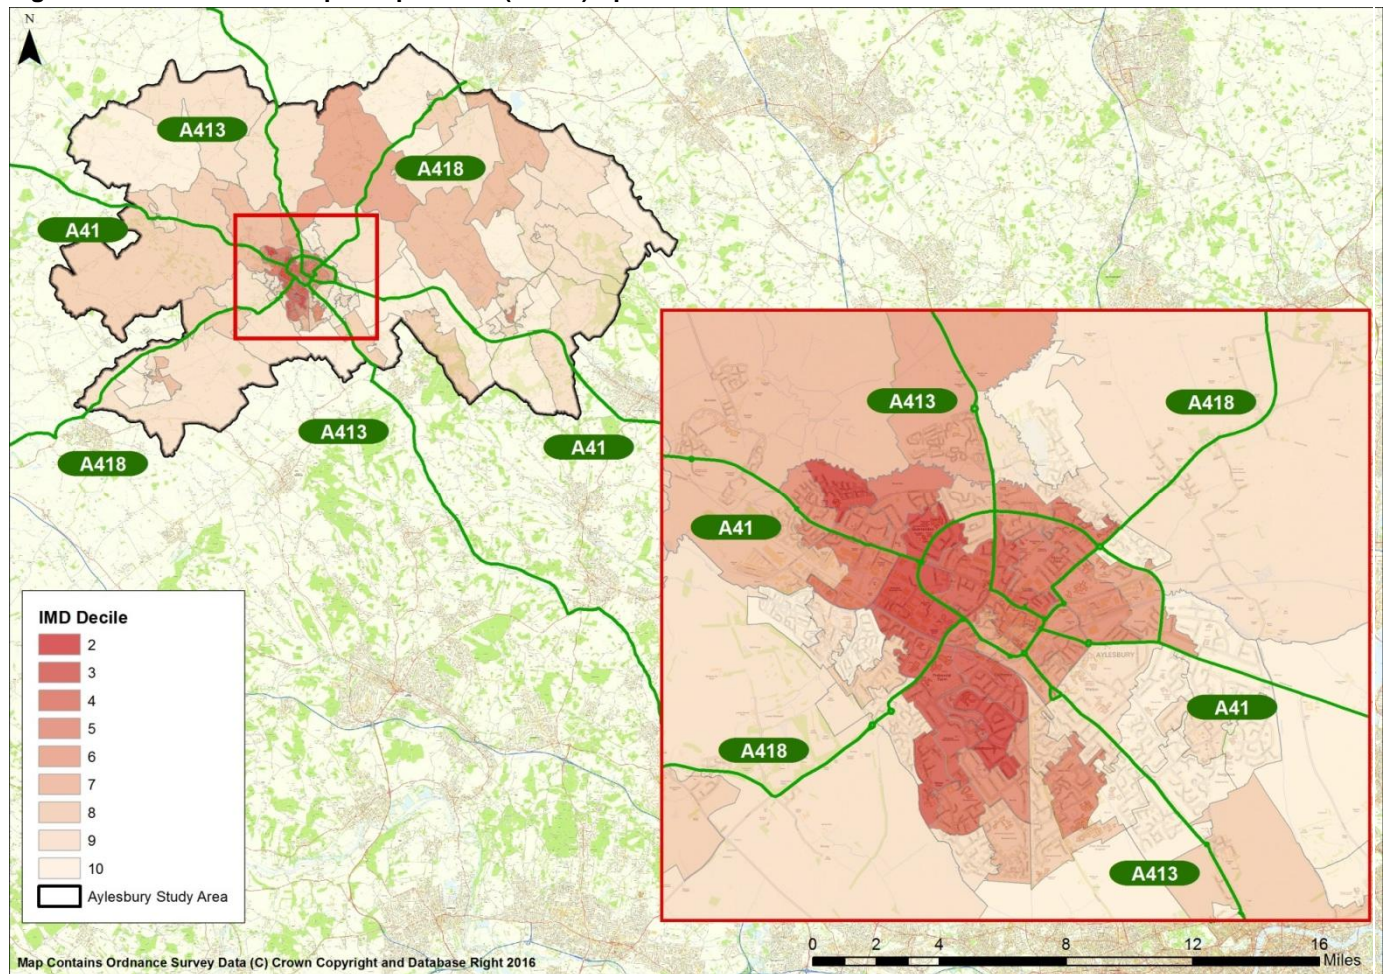 N
A413
A418
A41
A413
A41
A418
A413
A418
A41
A418
A41
A413
AYLESBURY
IMD Decile
2
3
4
5
6
7
8
9
10
Aylesbury Study Area
0 2 4 8 12 16
Miles
Map Contains Ordnance Survey Data (C) Crown Copyright and Database Right 2016